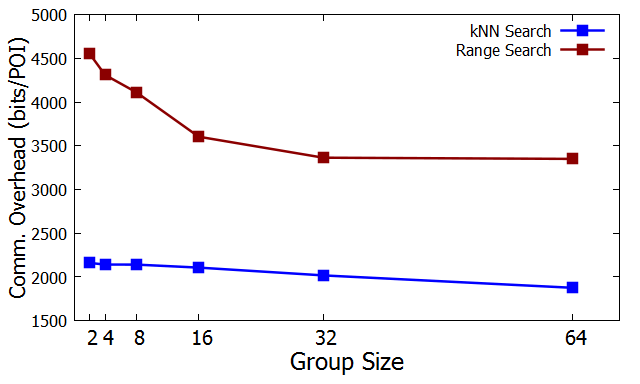 5000
4500
4000
3500
3000
2500
2000
1500
Comm. Overhead (bits/POI)
kNN Search
Range Search
2 4 8 16 32 64
Group Size